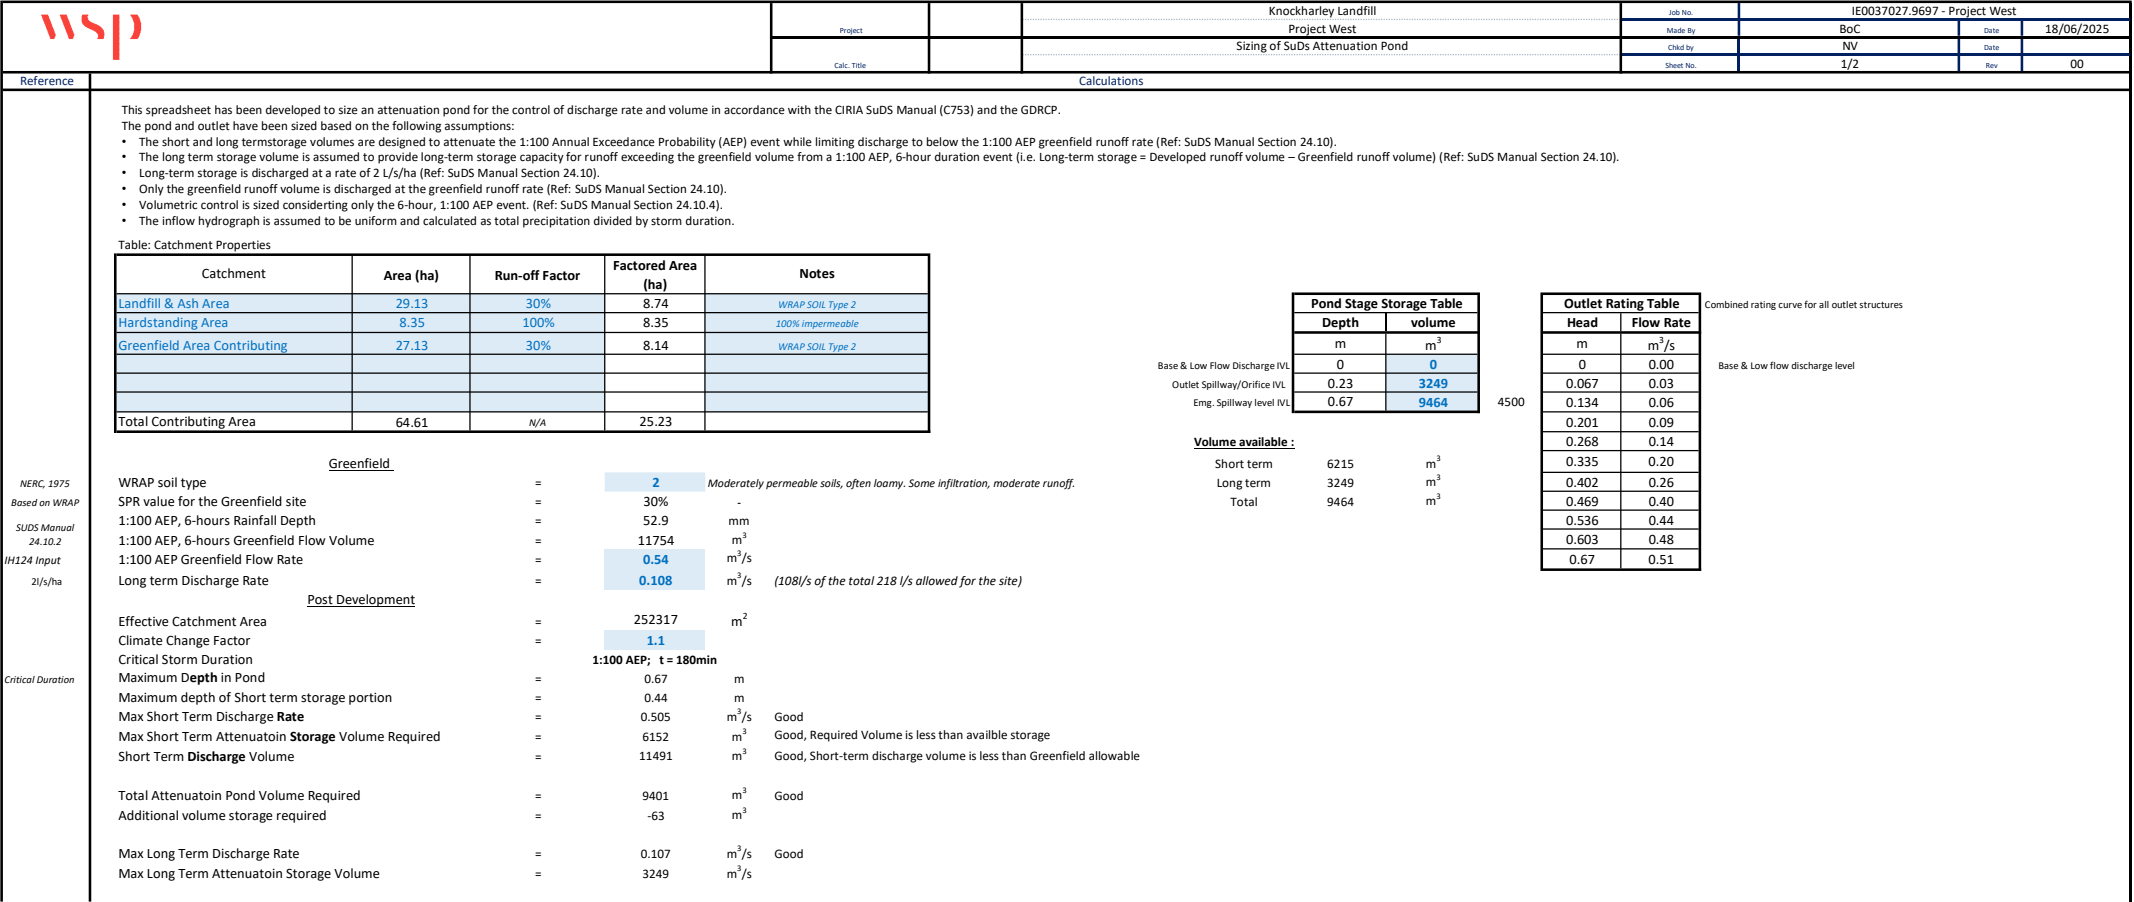 wsp
Knockharley Landfill
Project
Project West
Sizing of SuDs Attenuation Pond
Calc. Title
Job No. IE0037027.9697 - Project West
Made By BoC Date 18/06/2025
Chkd by NV Date
Sheet No. 1/2 Rev 00
Reference Calculations
This spreadsheet has been developed to size an attenuation pond for the control of discharge rate and volume in accordance with the CIRIA SuDS Manual (C753) and the GDRCP.
The pond and outlet have been sized based on the following assumptions:
• The short and long termstorage volumes are designed to attenuate the 1:100 Annual Exceedance Probability (AEP) event while limiting discharge to below the 1:100 AEP greenfield runoff rate (Ref: SuDS Manual Section 24.10).
• The long term storage volume is assumed to provide long-term storage capacity for runoff exceeding the greenfield volume from a 1:100 AEP, 6-hour duration event (i.e. Long-term storage = Developed runoff volume – Greenfield runoff volume) (Ref: SuDS Manual Section 24.10).
• Long-term storage is discharged at a rate of 2 L/s/ha (Ref: SuDS Manual Section 24.10).
• Only the greenfield runoff volume is discharged at the greenfield runoff rate (Ref: SuDS Manual Section 24.10).
• Volumetric control is sized considerting only the 6-hour, 1:100 AEP event. (Ref: SuDS Manual Section 24.10.4).
• The inflow hydrograph is assumed to be uniform and calculated as total precipitation divided by storm duration.
Table: Catchment Properties
Catchment Area (ha) Run-off Factor Factored Area (ha) Notes
Landfill & Ash Area 29.13 30% 8.74 WRAP SOIL Type 2
Hardstanding Area 8.35 100% 8.35 100% impermeable
Greenfield Area Contributing 27.13 30% 8.14 WRAP SOIL Type 2
Total Contributing Area 64.61 N/A 25.23
Pond Stage Storage Table
Depth volume
m m³
Base & Low Flow Discharge IVL 0 0
Outlet Spillway/Orifice IVL 0.23 3249
Emg. Spillway level IVL 0.67 9464 4500
Volume available :
Short term 6215 m³
Long term 3249 m³
Total 9464 m³
Outlet Rating Table Combined rating curve for all outlet structures
Head Flow Rate
m m³/s
0 0.00 Base & Low flow discharge level
0.067 0.03
0.134 0.06
0.201 0.09
0.268 0.14
0.335 0.20
0.402 0.26
0.469 0.40
0.536 0.44
0.603 0.48
0.67 0.51
Greenfield
NERC, 1975 WRAP soil type = 2 Moderately permeable soils, often loamy. Some infiltration, moderate runoff.
Based on WRAP SPR value for the Greenfield site = 30% -
1:100 AEP, 6-hours Rainfall Depth = 52.9 mm
SUDS Manual 24.10.2 1:100 AEP, 6-hours Greenfield Flow Volume = 11754 m³
IH124 Input 1:100 AEP Greenfield Flow Rate = 0.54 m³/s
2l/s/ha Long term Discharge Rate = 0.108 m³/s (108l/s of the total 218 l/s allowed for the site)
Post Development
Effective Catchment Area = 252317 m²
Climate Change Factor = 1.1
Critical Storm Duration 1:100 AEP; t = 180min
Critical Duration Maximum Depth in Pond = 0.67 m
Maximum depth of Short term storage portion = 0.44 m
Max Short Term Discharge Rate = 0.505 m³/s Good
Max Short Term Attenuatoin Storage Volume Required = 6152 m³ Good, Required Volume is less than availble storage
Short Term Discharge Volume = 11491 m³ Good, Short-term discharge volume is less than Greenfield allowable
Total Attenuatoin Pond Volume Required = 9401 m³ Good
Additional volume storage required = -63 m³
Max Long Term Discharge Rate = 0.107 m³/s Good
Max Long Term Attenuatoin Storage Volume = 3249 m³/s